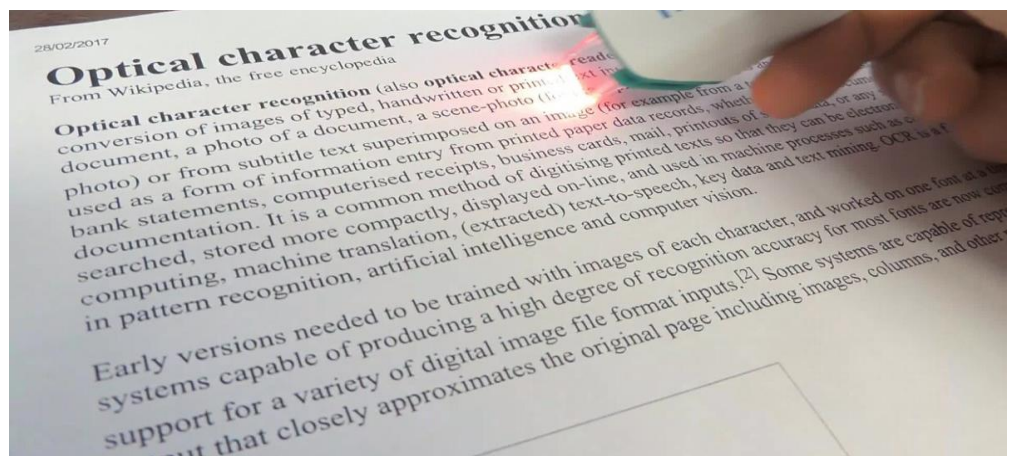 28/02/2017
Optical character recognition
From Wikipedia, the free encyclopedia
Optical character recognition (also optical character reade
conversion of images of typed, handwritten or printed text in
document, a photo of a document, a scene-photo (
photo) or from subtitle text superimposed on an image (for example from a
used as a form of information entry from printed paper data records, whet
bank statements, computerised receipts, business cards, mail, printouts of s data, or any
documentation. It is a common method of digitising printed texts so that they can be electron
searched, stored more compactly, displayed on-line, and used in machine processes such as c
computing, machine translation, (extracted) text-to-speech, key data and text mining. OCR is a f
in pattern recognition, artificial intelligence and computer vision.
Early versions needed to be trained with images of each character, and worked on one font at a
systems capable of producing a high degree of recognition accuracy for most fonts are now com
support for a variety of digital image file format inputs.[2] Some systems are capable of repr
out that closely approximates the original page including images, columns, and other